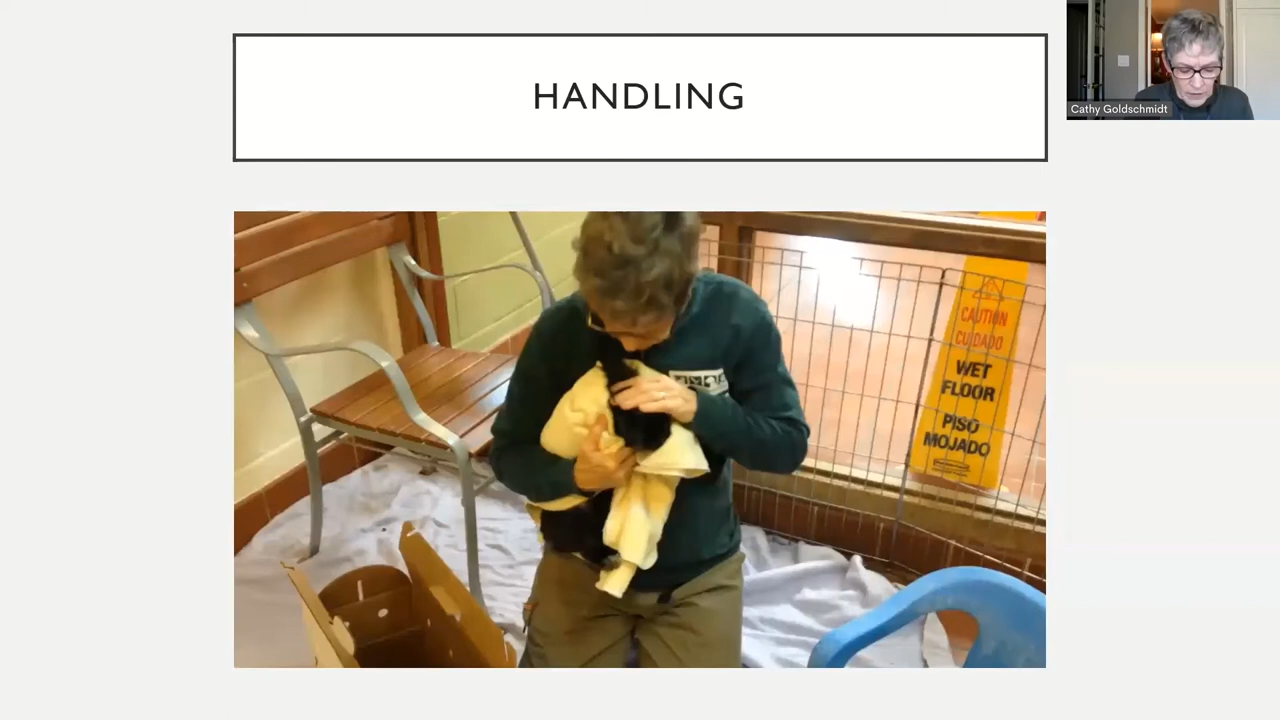 HANDLING
Cathy Goldschmidt
CAUTION
CUIDADO
WET
FLOOR
PISO
MOJADO